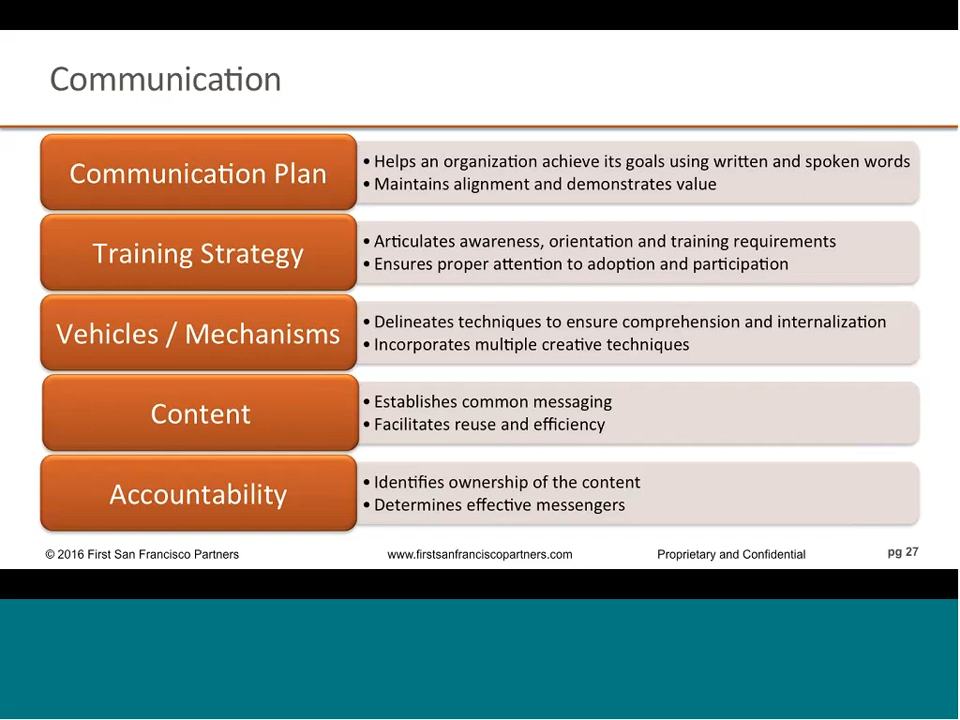 Communication
Communication Plan
• Helps an organization achieve its goals using written and spoken words
• Maintains alignment and demonstrates value
Training Strategy
• Articulates awareness, orientation and training requirements
• Ensures proper attention to adoption and participation
Vehicles / Mechanisms
• Delineates techniques to ensure comprehension and internalization
• Incorporates multiple creative techniques
Content
• Establishes common messaging
• Facilitates reuse and efficiency
Accountability
• Identifies ownership of the content
• Determines effective messengers
© 2016 First San Francisco Partners www.firstsanfranciscopartners.com Proprietary and Confidential pg 27